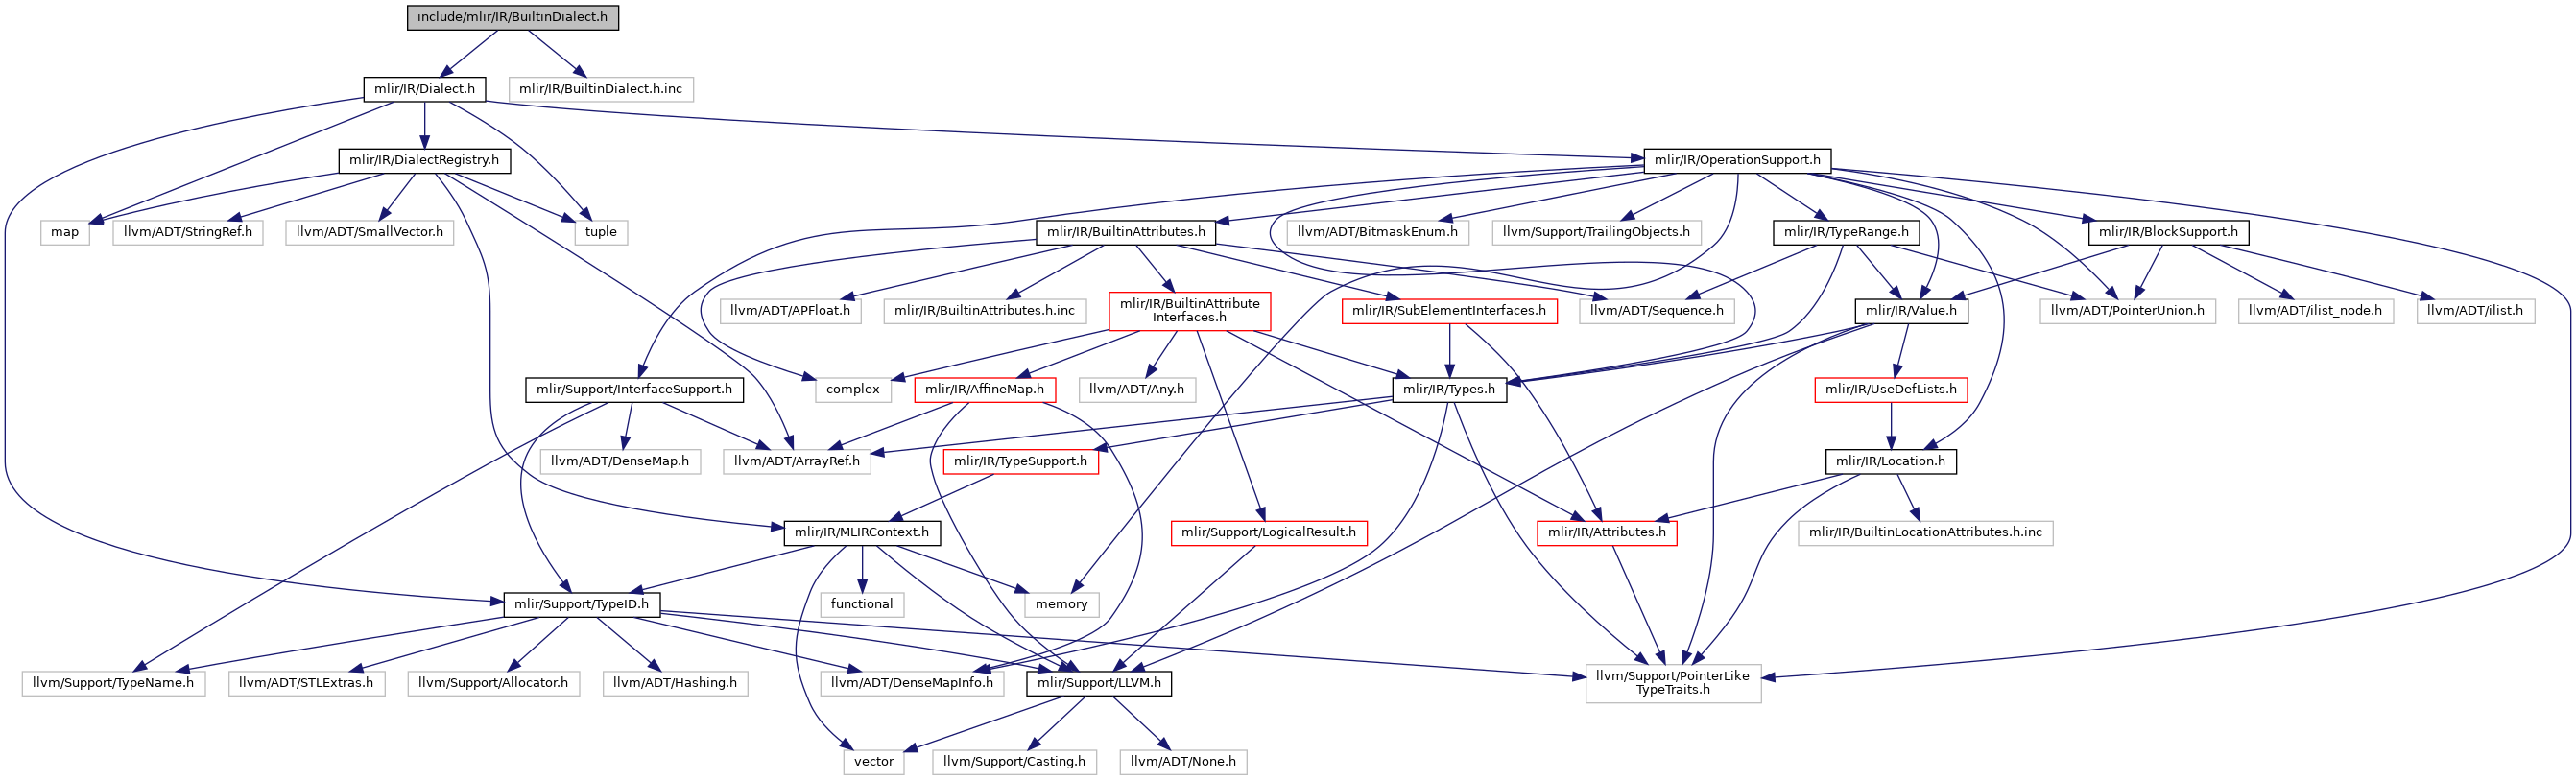 include/mlir/IR/BuiltinDialect.h
mlir/IR/Dialect.h
mlir/IR/BuiltinDialect.h.inc
mlir/IR/DialectRegistry.h
mlir/IR/OperationSupport.h
map
llvm/ADT/StringRef.h
llvm/ADT/SmallVector.h
tuple
mlir/IR/BuiltinAttributes.h
llvm/ADT/BitmaskEnum.h
llvm/Support/TrailingObjects.h
mlir/IR/TypeRange.h
mlir/IR/BlockSupport.h
llvm/ADT/APFloat.h
mlir/IR/BuiltinAttributes.h.inc
mlir/IR/BuiltinAttribute
Interfaces.h
mlir/IR/SubElementInterfaces.h
llvm/ADT/Sequence.h
mlir/IR/Value.h
llvm/ADT/PointerUnion.h
llvm/ADT/ilist_node.h
llvm/ADT/ilist.h
mlir/Support/InterfaceSupport.h
complex
mlir/IR/AffineMap.h
llvm/ADT/Any.h
mlir/IR/Types.h
mlir/IR/UseDefLists.h
llvm/ADT/DenseMap.h
llvm/ADT/ArrayRef.h
mlir/IR/TypeSupport.h
mlir/IR/Location.h
mlir/IR/MLIRContext.h
mlir/Support/LogicalResult.h
mlir/IR/Attributes.h
mlir/IR/BuiltinLocationAttributes.h.inc
mlir/Support/TypeID.h
functional
memory
llvm/Support/TypeName.h
llvm/ADT/STLExtras.h
llvm/Support/Allocator.h
llvm/ADT/Hashing.h
llvm/ADT/DenseMapInfo.h
mlir/Support/LLVM.h
llvm/Support/PointerLike
TypeTraits.h
vector
llvm/Support/Casting.h
llvm/ADT/None.h